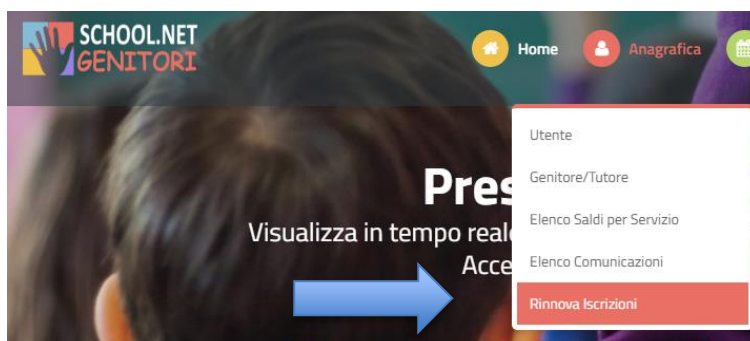 SCHOOL.NET
GENITORI
Home
Anagrafica
Utente
Genitore/Tutore
Elenco Saldi per Servizio
Elenco Comunicazioni
Rinnova Iscrizioni
Pres
Visualizza in tempo reale
Acce